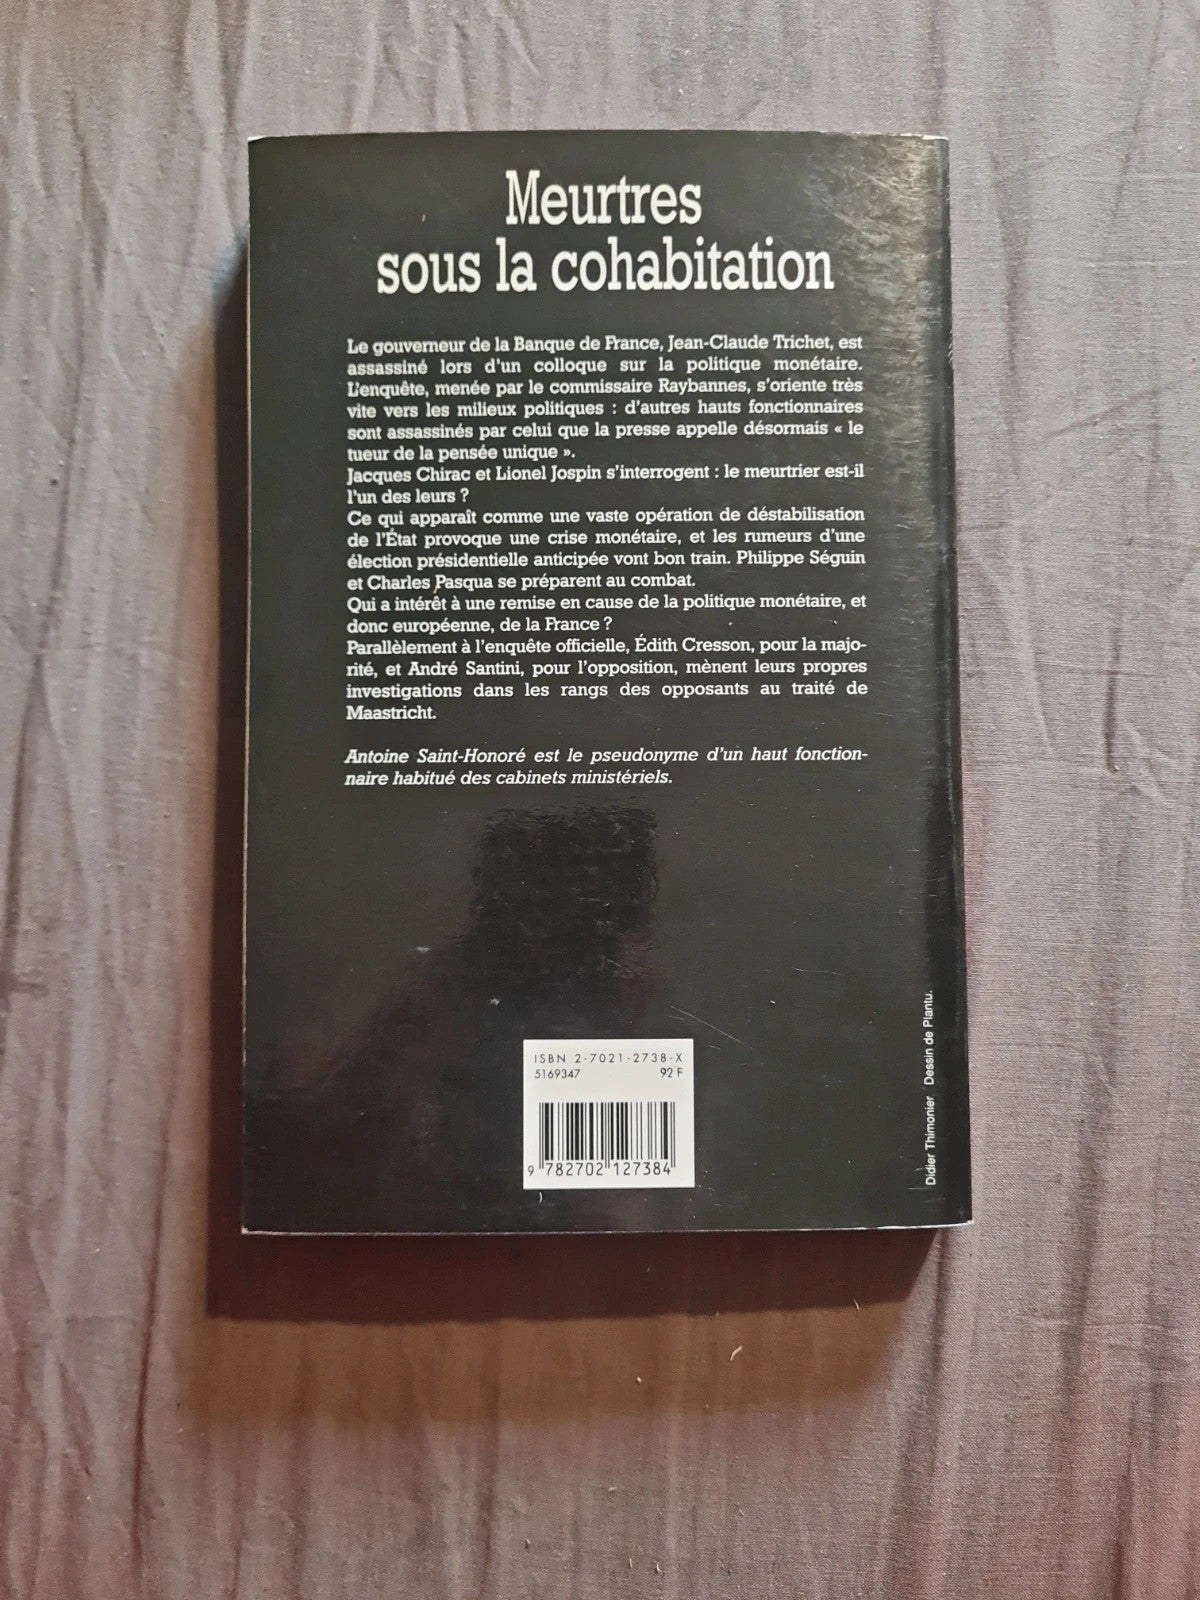 Meurtres
sous la cohabitation
Le gouverneur de la Banque de France, Jean-Claude Trichet, est
assassiné lors d'un colloque sur la politique monétaire.
L'enquête, menée par le commissaire Raybannes, s'oriente très
vite vers les milieux politiques : d'autres hauts fonctionnaires
sont assassinés par celui que la presse appelle désormais « le
tueur de la pensée unique ».
Jacques Chirac et Lionel Jospin s'interrogent : le meurtrier est-il
l'un des leurs ?
Ce qui apparaît comme une vaste opération de déstabilisation
de l'État provoque une crise monétaire, et les rumeurs d'une
élection présidentielle anticipée vont bon train. Philippe Séguin
et Charles Pasqua se préparent au combat.
Qui a intérêt à une remise en cause de la politique monétaire, et
donc européenne, de la France ?
Parallèlement à l'enquête officielle, Édith Cresson, pour la majo-
rité, et André Santini, pour l'opposition, mènent leurs propres
investigations dans les rangs des opposants au traité de
Maastricht.
Antoine Saint-Honoré est le pseudonyme d'un haut fonction-
naire habitué des cabinets ministériels.
ISBN 2-7021-2738-X
5169347 92 F
9 782702 127384
Didier Thimonier Dessin de Plantu.